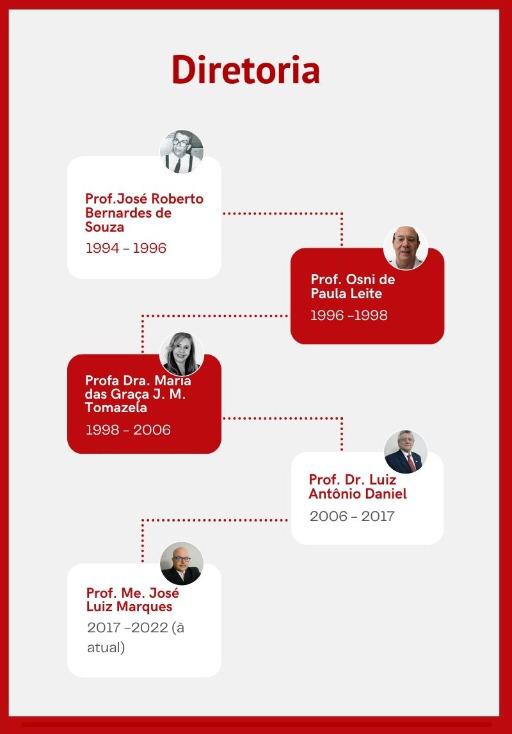 Diretoria
Prof.José Roberto
Bernardes de
Souza
1994 - 1996
Prof. Osni de
Paula Leite
1996 -1998
Profa Dra. Maria
das Graça J. M.
Tomazela
1998 - 2006
Prof. Dr. Luiz
Antônio Daniel
2006 - 2017
Prof. Me. José
Luiz Marques
2017 -2022 (à
atual)